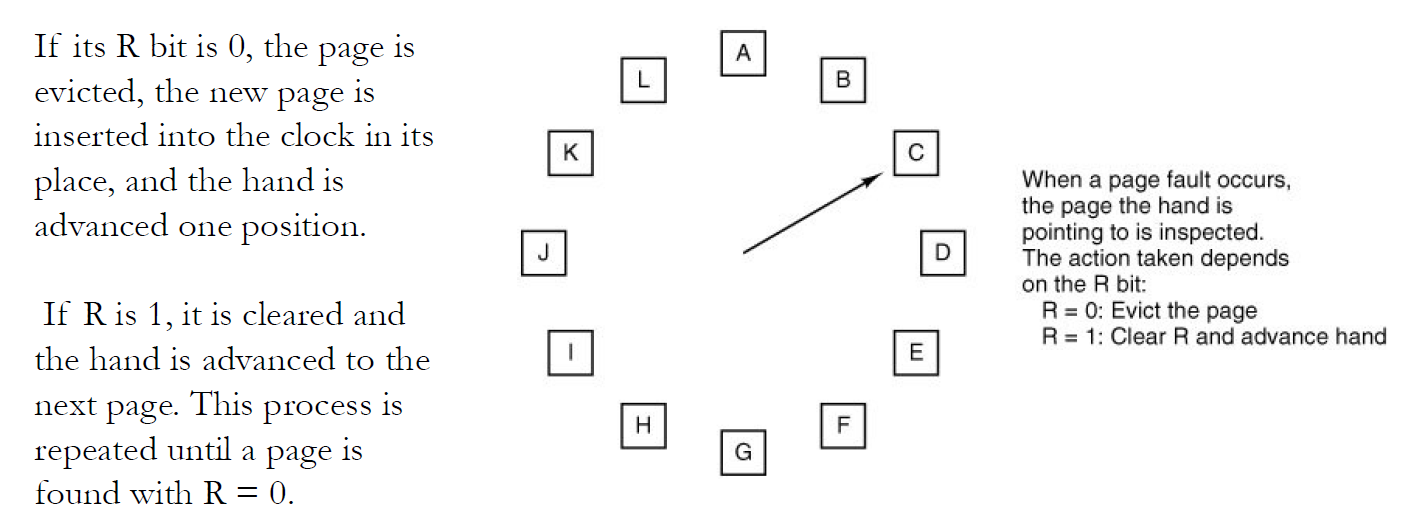 If its R bit is 0, the page is
evicted, the new page is
inserted into the clock in its
place, and the hand is
advanced one position.
If R is 1, it is cleared and
the hand is advanced to the
next page. This process is
repeated until a page is
found with R = 0.
A
L
B
K
C
J
D
I
E
H
F
G
When a page fault occurs,
the page the hand is
pointing to is inspected.
The action taken depends
on the R bit:
R = 0: Evict the page
R = 1: Clear R and advance hand